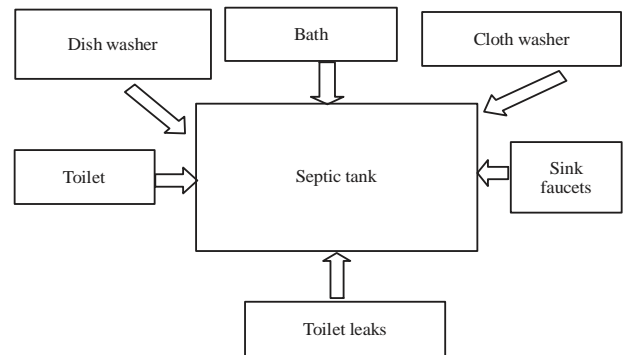 Dish washer
Bath
Cloth washer
Toilet
Septic tank
Sink
faucets
Toilet leaks